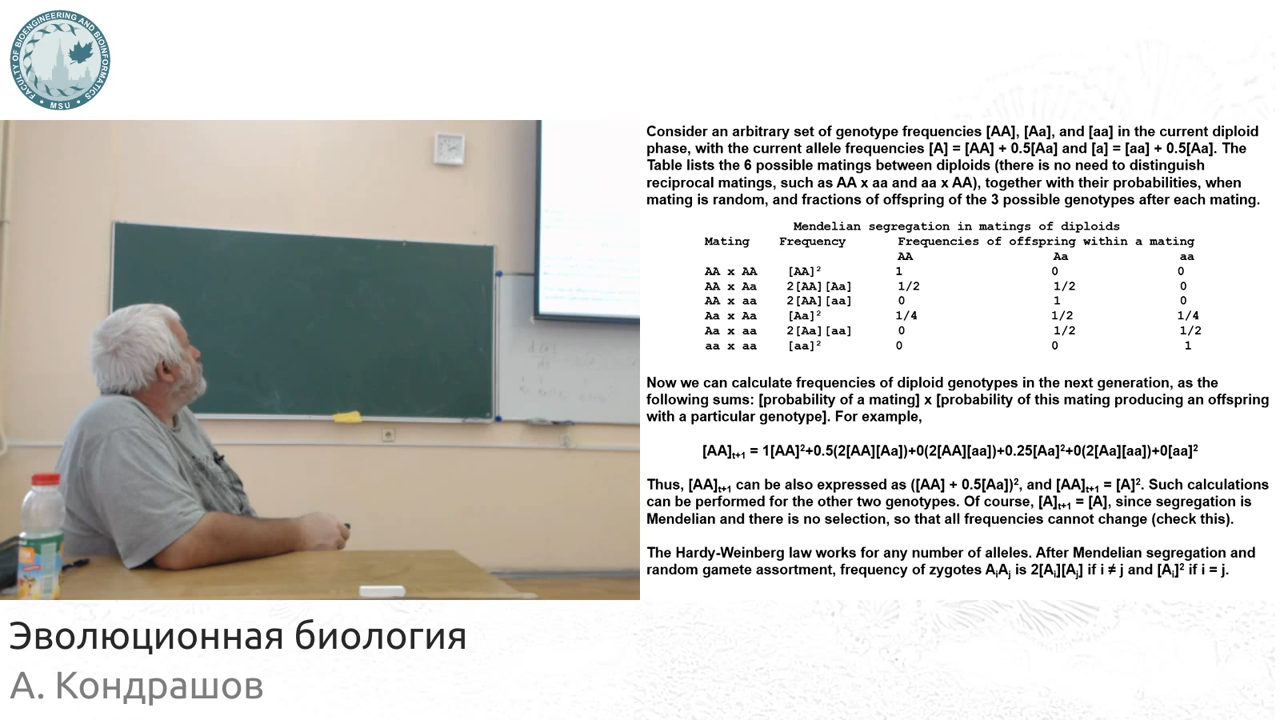 FACULTY OF BIOENGINEERING AND BIOINFORMATICS
• MSU •
Consider an arbitrary set of genotype frequencies [AA], [Aa], and [aa] in the current diploid
phase, with the current allele frequencies [A] = [AA] + 0.5[Aa] and [a] = [aa] + 0.5[Aa]. The
Table lists the 6 possible matings between diploids (there is no need to distinguish
reciprocal matings, such as AA x aa and aa x AA), together with their probabilities, when
mating is random, and fractions of offspring of the 3 possible genotypes after each mating.
Mendelian segregation in matings of diploids
Mating Frequency Frequencies of offspring within a mating
AA Aa aa
AA x AA [AA]² 1 0 0
AA x Aa 2[AA][Aa] 1/2 1/2 0
AA x aa 2[AA][aa] 0 1 0
Aa x Aa [Aa]² 1/4 1/2 1/4
Aa x aa 2[Aa][aa] 0 1/2 1/2
aa x aa [aa]² 0 0 1
Now we can calculate frequencies of diploid genotypes in the next generation, as the
following sums: [probability of a mating] x [probability of this mating producing an offspring
with a particular genotype]. For example,
[AA]ₜ₊₁ = 1[AA]²+0.5(2[AA][Aa])+0(2[AA][aa])+0.25[Aa]²+0(2[Aa][aa])+0[aa]²
Thus, [AA]ₜ₊₁ can be also expressed as ([AA] + 0.5[Aa])², and [AA]ₜ₊₁ = [A]². Such calculations
can be performed for the other two genotypes. Of course, [A]ₜ₊₁ = [A], since segregation is
Mendelian and there is no selection, so that all frequencies cannot change (check this).
The Hardy-Weinberg law works for any number of alleles. After Mendelian segregation and
random gamete assortment, frequency of zygotes AᵢAⱼ is 2[Aᵢ][Aⱼ] if i ≠ j and [Aᵢ]² if i = j.
Эволюционная биология
А. Кондрашов